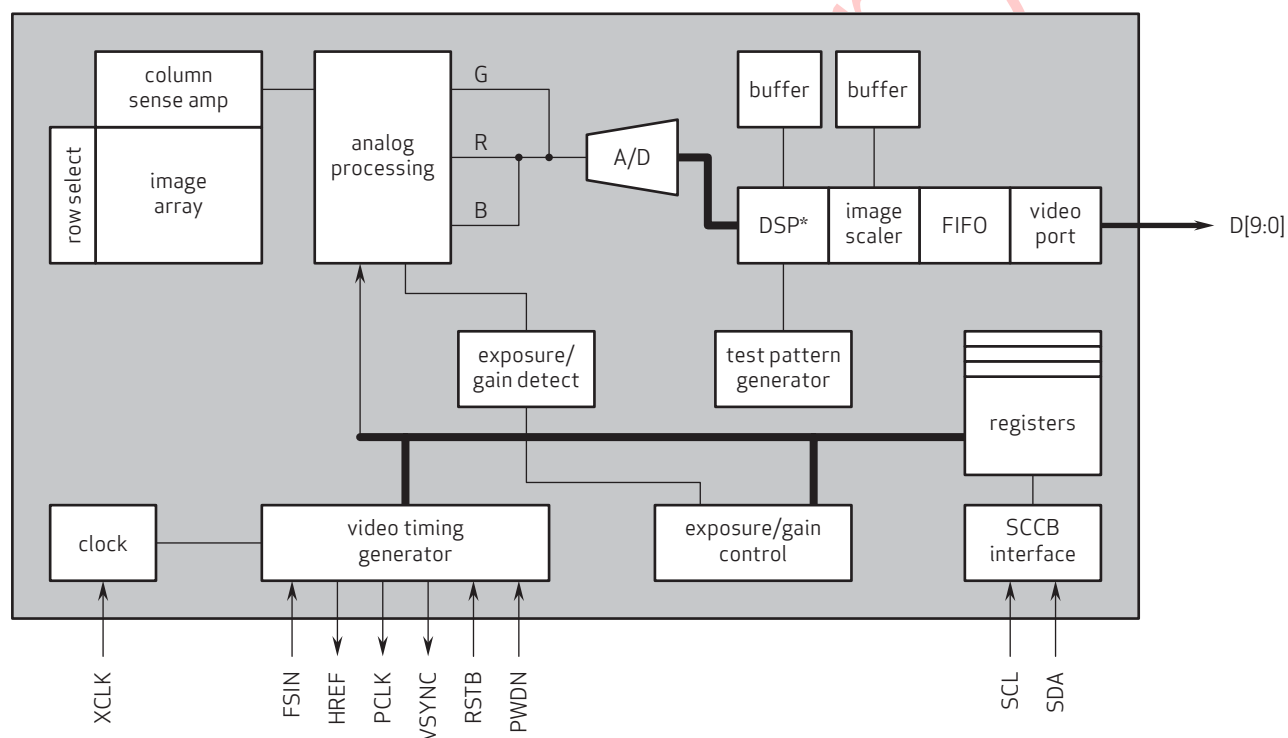 column
sense amp
row select
image
array
analog
processing
G
R
B
A/D
buffer
buffer
DSP*
image
scaler
FIFO
video
port
D[9:0]
exposure/
gain detect
test pattern
generator
registers
clock
video timing
generator
exposure/gain
control
SCCB
interface
XCLK
FSIN
HREF
PCLK
VSYNC
RSTB
PWDN
SCL
SDA